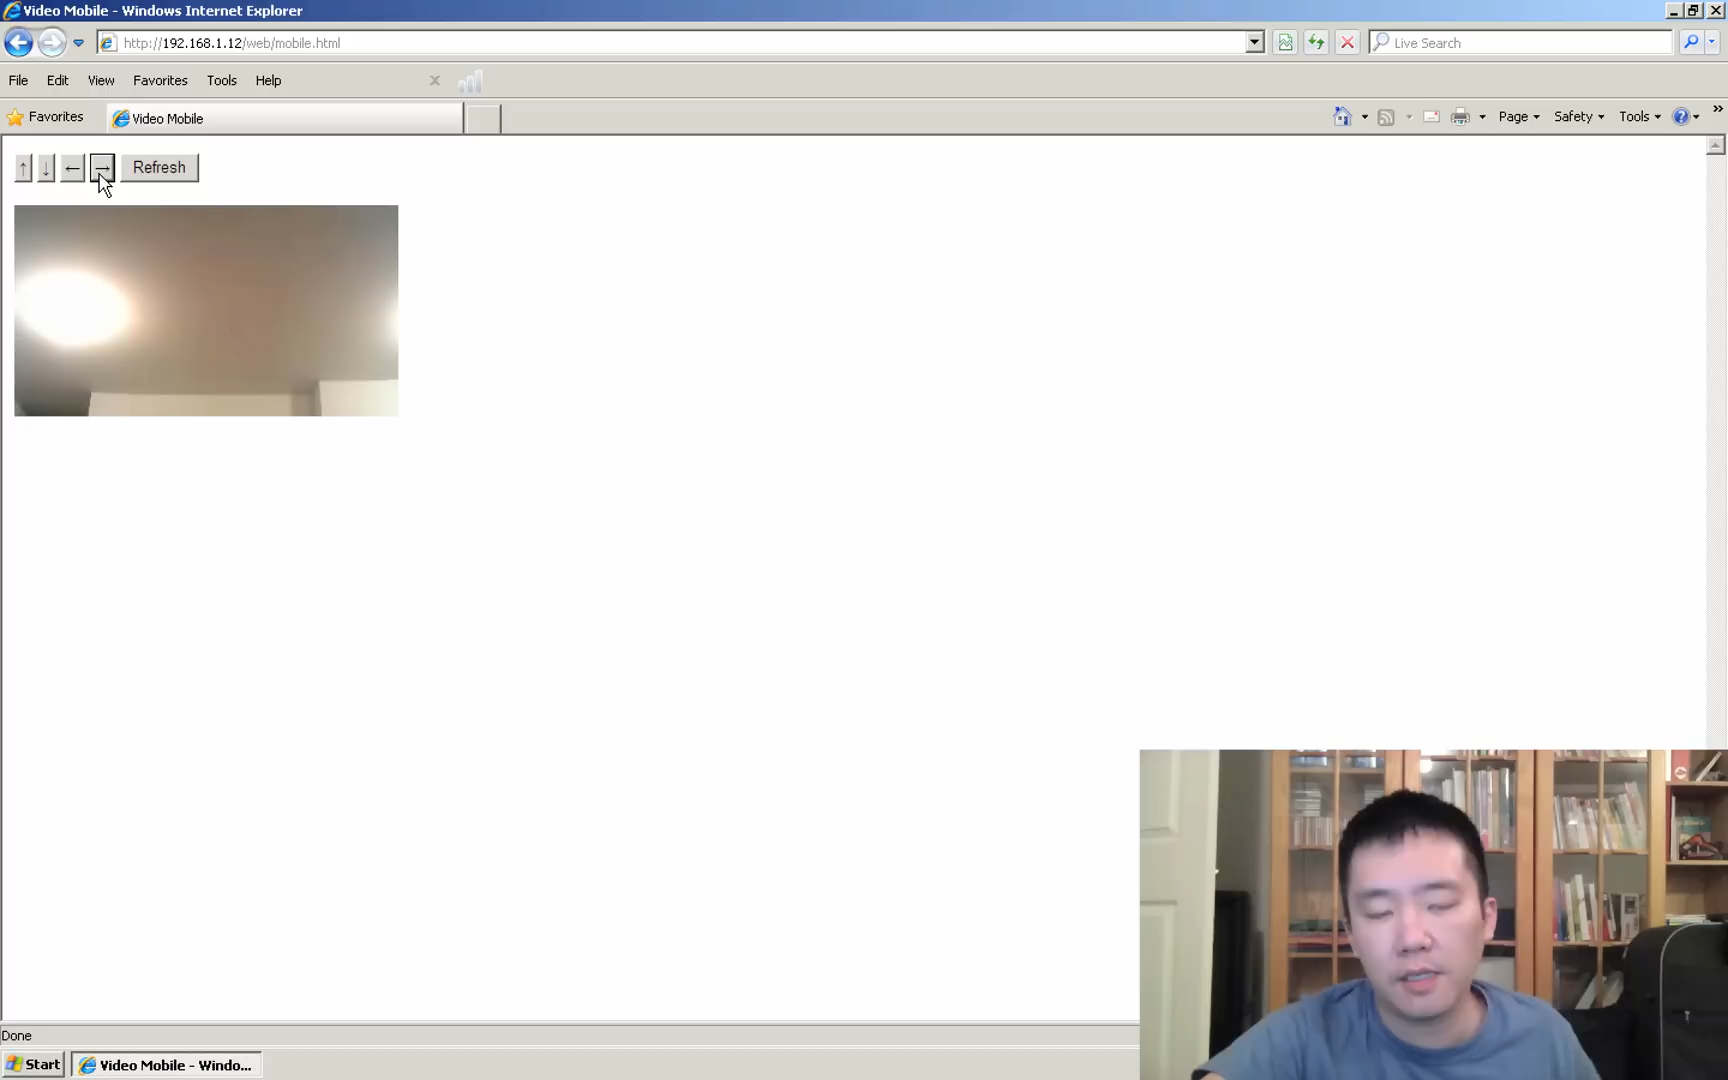 Video Mobile - Windows Internet Explorer
http://192.168.1.12/web/mobile.html
Live Search
File Edit View Favorites Tools Help
Favorites
Video Mobile
Page Safety Tools
↑ ↓ ← → Refresh
Done
Start
Video Mobile - Windo...